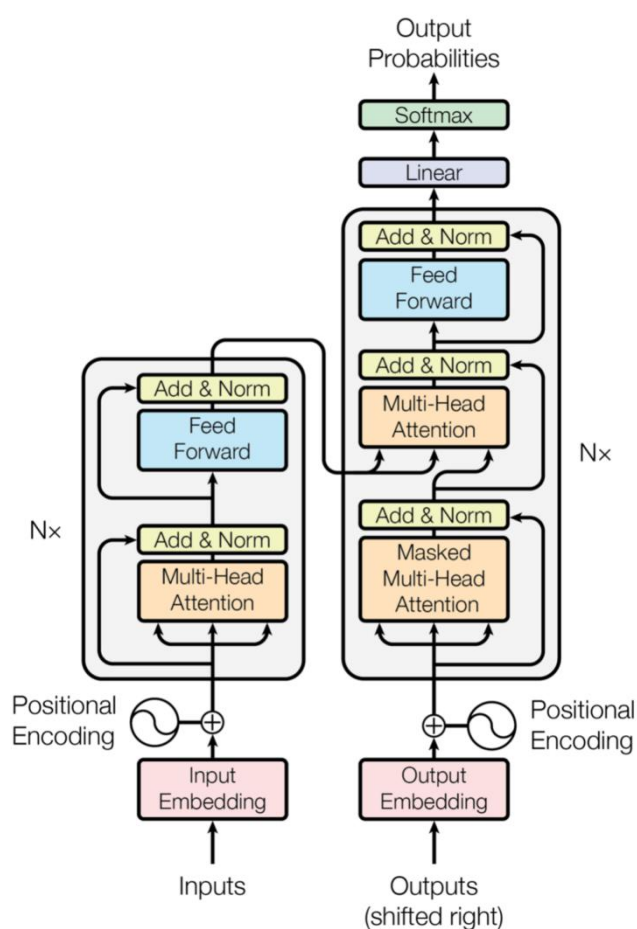 Output
Probabilities
Softmax
Linear
Add & Norm
Feed
Forward
Add & Norm
Multi-Head
Attention
Nx
Add & Norm
Masked
Multi-Head
Attention
Add & Norm
Feed
Forward
N×
Add & Norm
Multi-Head
Attention
Positional
Encoding
Positional
Encoding
Input
Embedding
Output
Embedding
Inputs
Outputs
(shifted right)